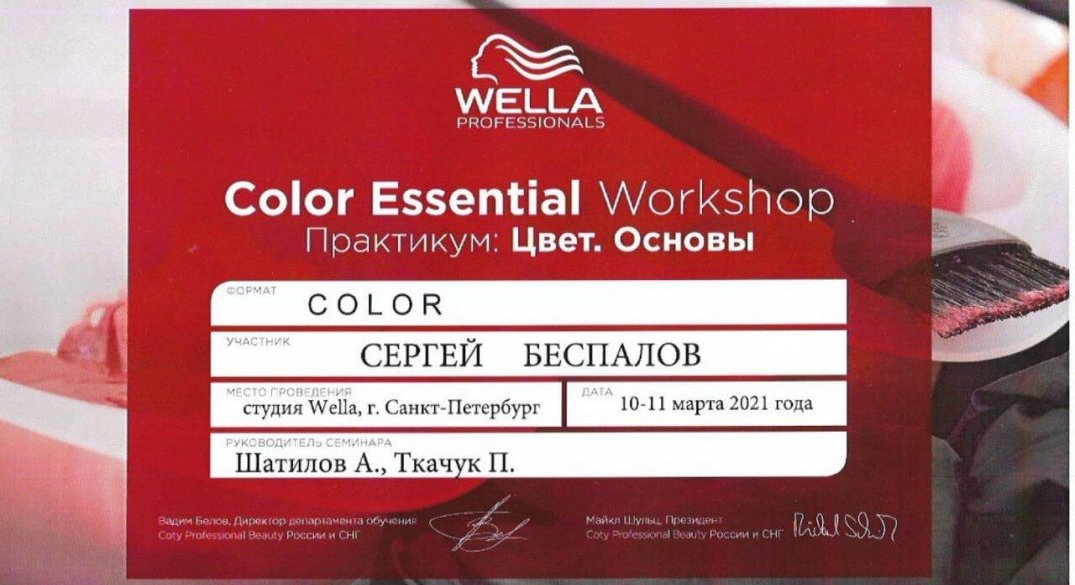 WELLA
PROFESSIONALS
Color Essential Workshop
Практикум: Цвет. Основы
ФОРМАТ
COLOR
УЧАСТНИК
СЕРГЕЙ БЕСПАЛОВ
МЕСТО ПРОВЕДЕНИЯ
студия Wella, г. Санкт-Петербург
ДАТА
10-11 марта 2021 года
РУКОВОДИТЕЛЬ СЕМИНАРА
Шатилов А., Ткачук П.
Вадим Белов, Директор департамента обучения
Coty Professional Beauty России и СНГ
Майкл Шульц, Президент
Coty Professional Beauty России и СНГ